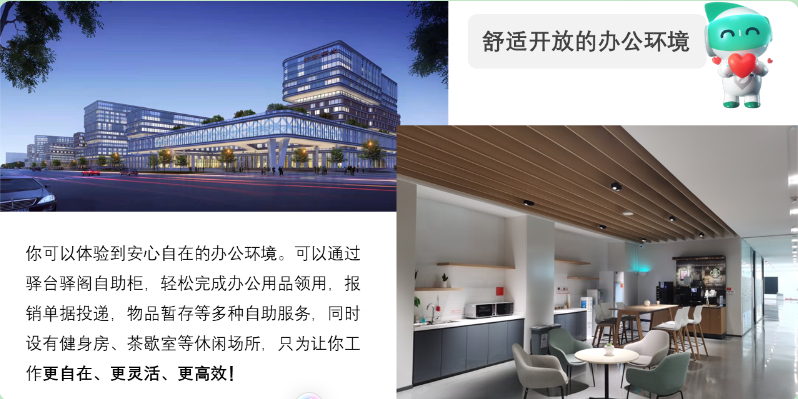 舒适开放的办公环境
你可以体验到安心自在的办公环境。可以通过
驿台驿阁自助柜，轻松完成办公用品领用，报
销单据投递，物品暂存等多种自助服务，同时
设有健身房、茶歇室等休闲场所，只为让你工
作更自在、更灵活、更高效！